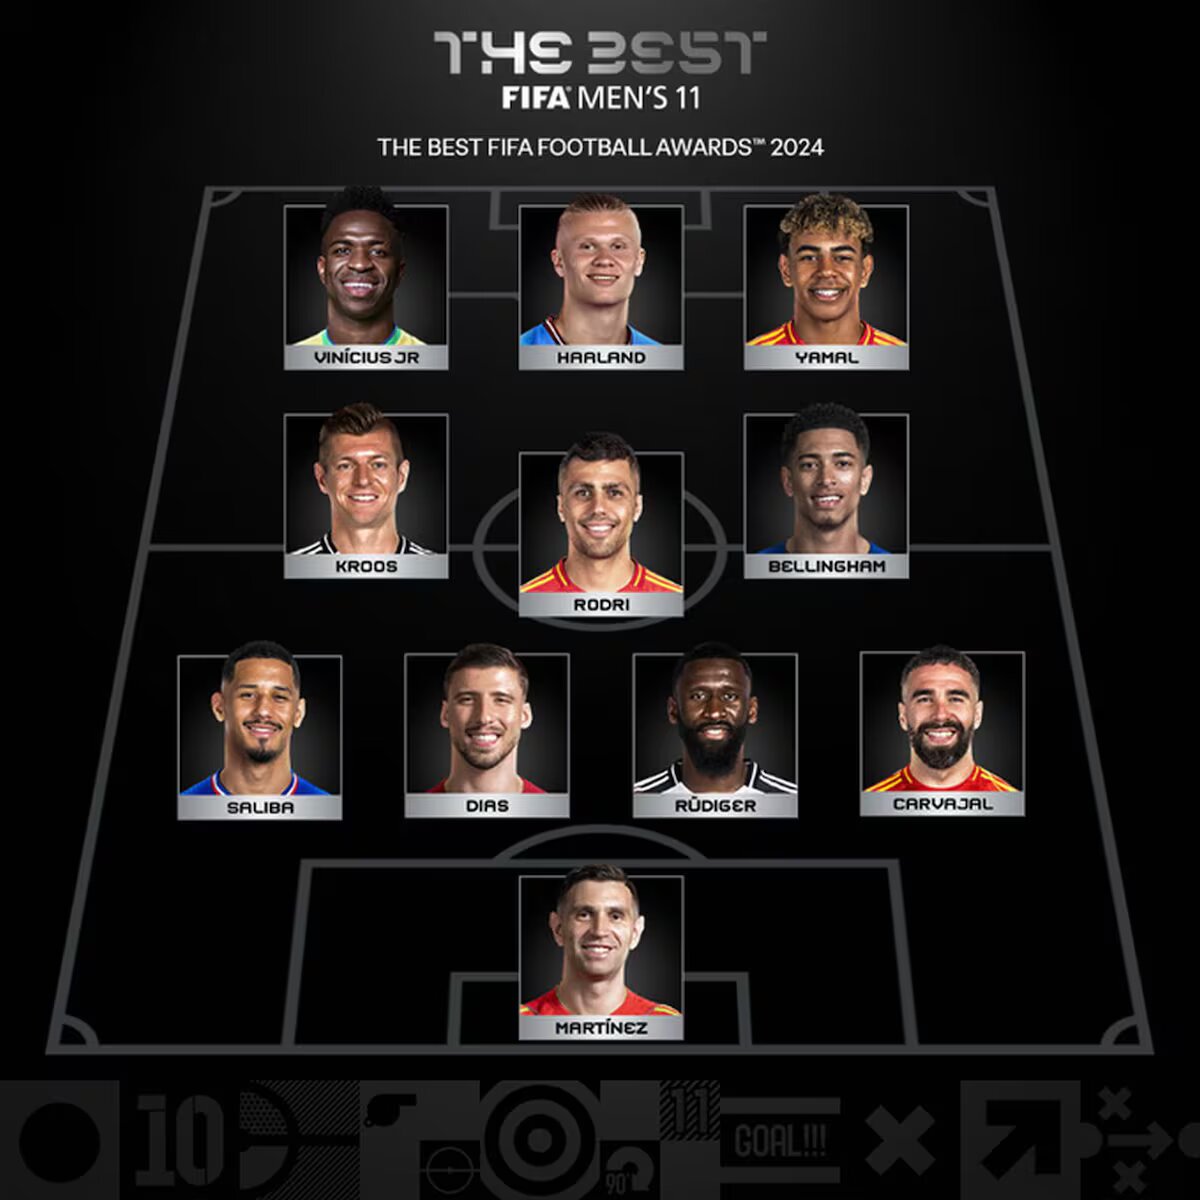 THE BEST
FIFA® MEN'S 11
THE BEST FIFA FOOTBALL AWARDS™ 2024
VINÍCIUS JR
HAALAND
YAMAL
KROOS
RODRI
BELLINGHAM
SALIBA
DIAS
RÜDIGER
CARVAJAL
MARTÍNEZ
10
11
GOAL!!!
90'